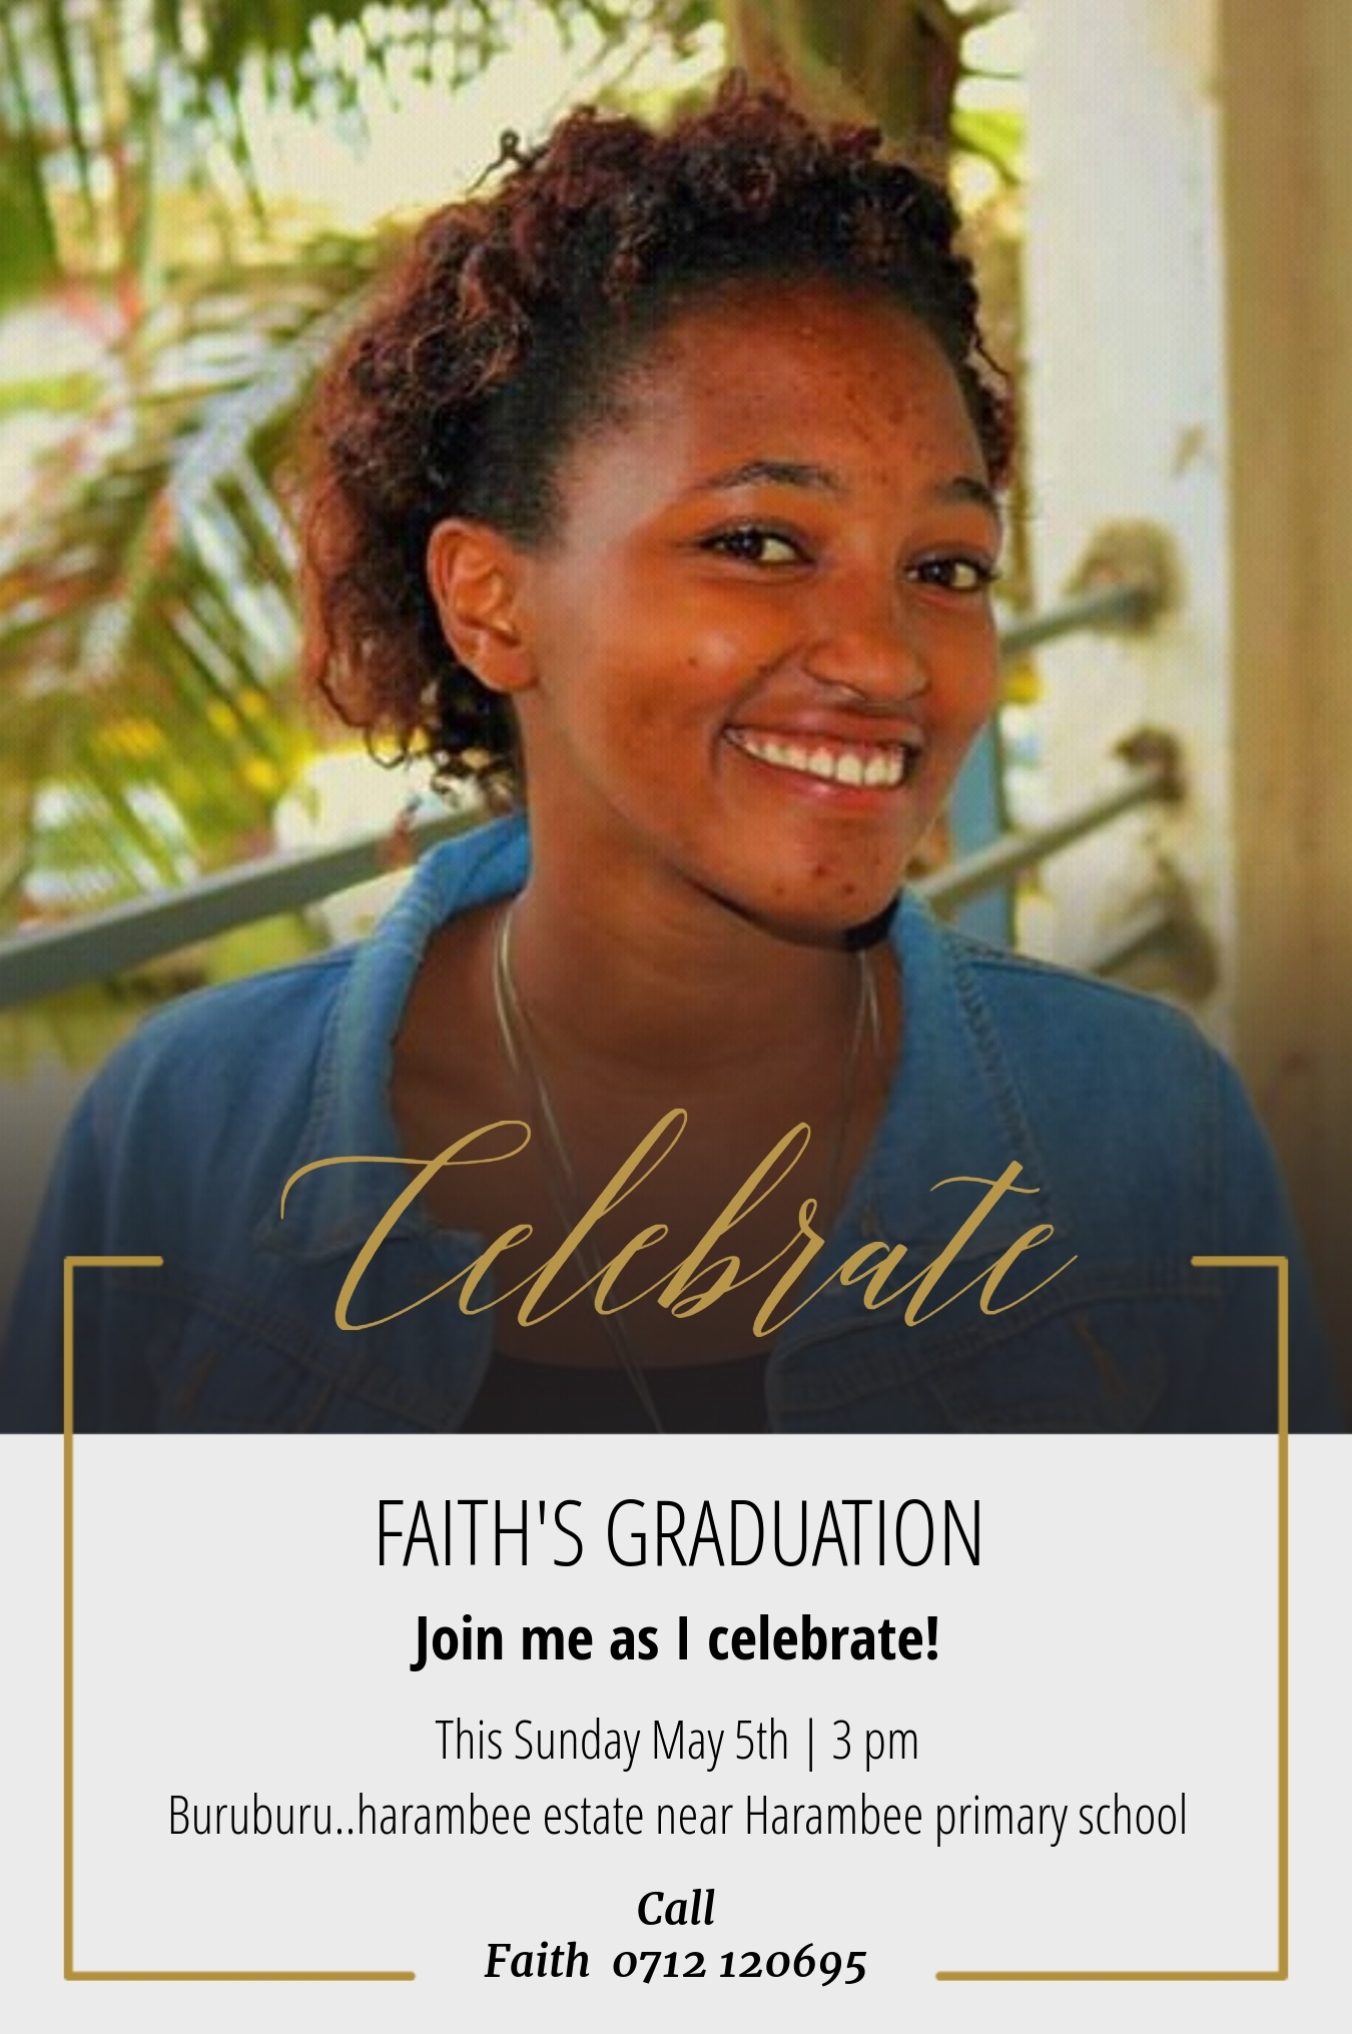 Celebrate
FAITH'S GRADUATION
Join me as I celebrate!
This Sunday May 5th | 3 pm
Buruburu..harambee estate near Harambee primary school
Call
Faith 0712 120695